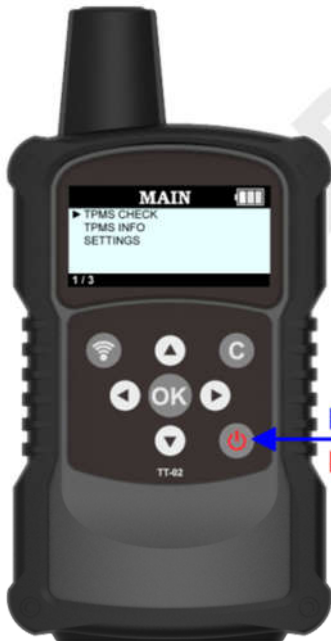 MAIN
TPMS CHECK
TPMS INFO
SETTINGS
1 / 3
C
OK
TT-02